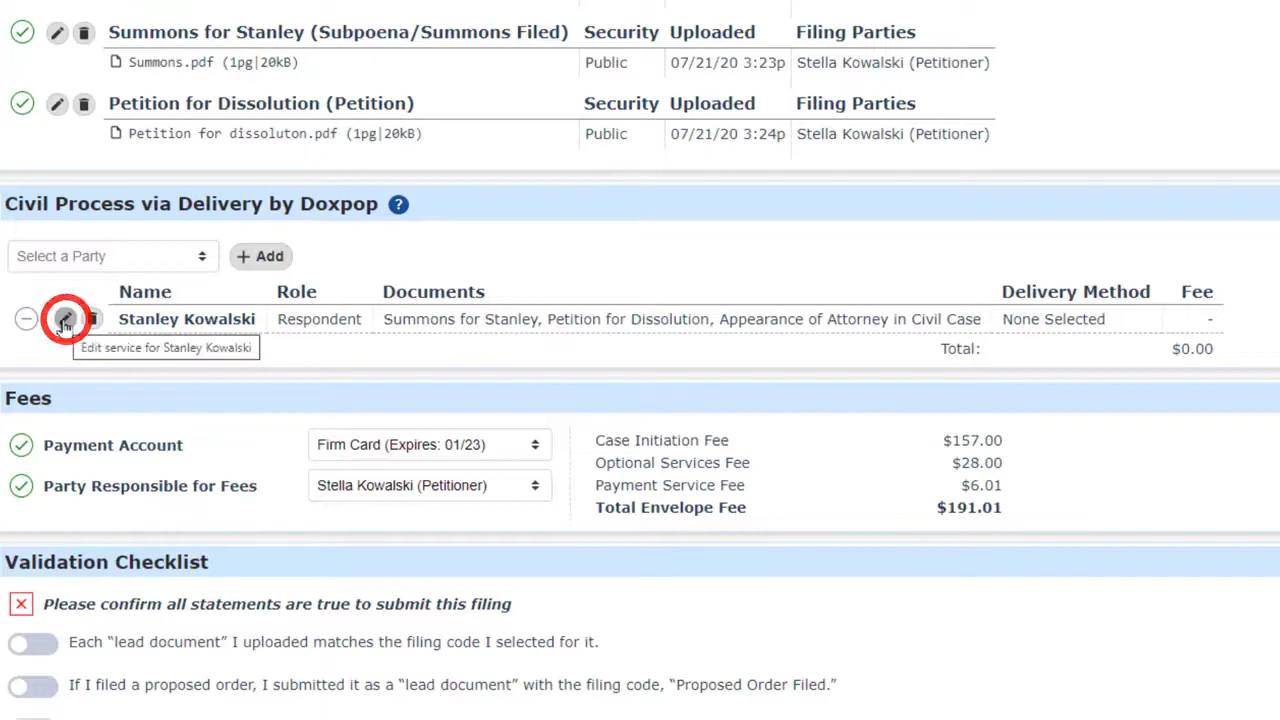 Summons for Stanley (Subpoena/Summons Filed) Security Uploaded Filing Parties
Summons.pdf (1pg|20kB) Public 07/21/20 3:23p Stella Kowalski (Petitioner)
Petition for Dissolution (Petition) Security Uploaded Filing Parties
Petition for dissoluton.pdf (1pg|20kB) Public 07/21/20 3:24p Stella Kowalski (Petitioner)
Civil Process via Delivery by Doxpop ?
Select a Party + Add
Name Role Documents Delivery Method Fee
Stanley Kowalski Respondent Summons for Stanley, Petition for Dissolution, Appearance of Attorney in Civil Case None Selected -
Edit service for Stanley Kowalski
Total: $0.00
Fees
Payment Account Firm Card (Expires: 01/23) Case Initiation Fee $157.00
Optional Services Fee $28.00
Party Responsible for Fees Stella Kowalski (Petitioner) Payment Service Fee $6.01
Total Envelope Fee $191.01
Validation Checklist
Please confirm all statements are true to submit this filing
Each “lead document” I uploaded matches the filing code I selected for it.
If I filed a proposed order, I submitted it as a “lead document” with the filing code, “Proposed Order Filed.”